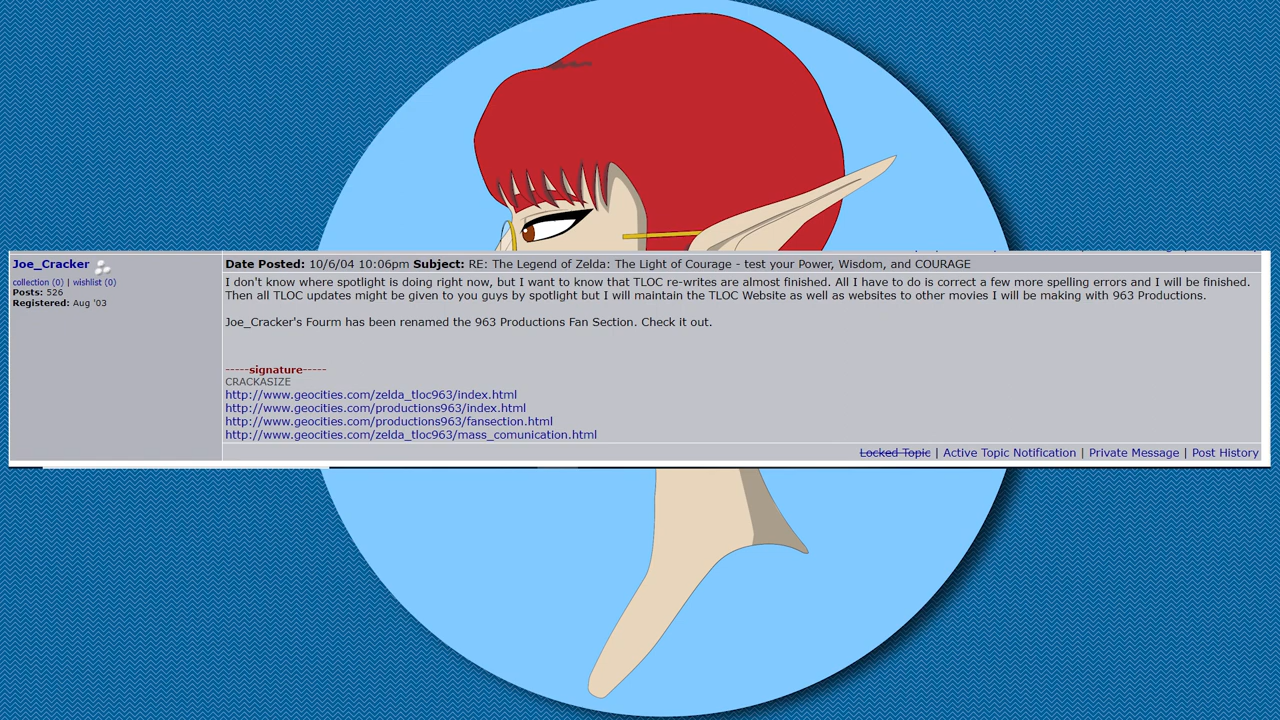 Joe_Cracker
collection (0) | wishlist (0)
Posts: 526
Registered: Aug '03
Date Posted: 10/6/04 10:06pm Subject: RE: The Legend of Zelda: The Light of Courage - test your Power, Wisdom, and COURAGE
I don't know where spotlight is doing right now, but I want to know that TLOC re-writes are almost finished. All I have to do is correct a few more spelling errors and I will be finished.
Then all TLOC updates might be given to you guys by spotlight but I will maintain the TLOC Website as well as websites to other movies I will be making with 963 Productions.
Joe_Cracker's Fourm has been renamed the 963 Productions Fan Section. Check it out.
-----signature-----
CRACKASIZE
http://www.geocities.com/zelda_tloc963/index.html
http://www.geocities.com/productions963/index.html
http://www.geocities.com/productions963/fansection.html
http://www.geocities.com/zelda_tloc963/mass_comunication.html
Locked Topic | Active Topic Notification | Private Message | Post History